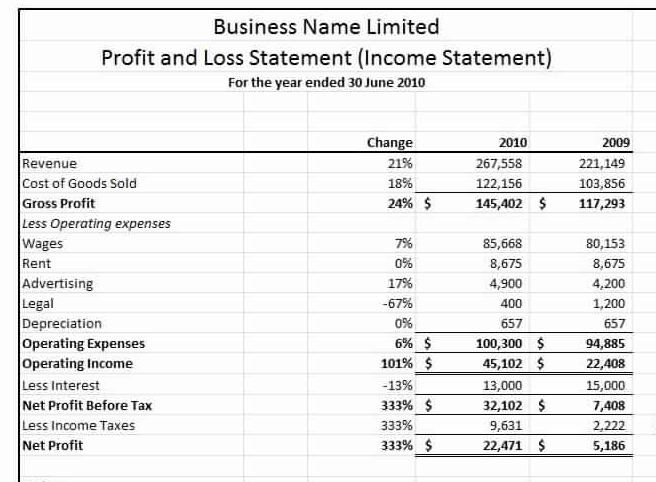 Business Name Limited
Profit and Loss Statement (Income Statement)
For the year ended 30 June 2010
Change 2010 2009
Revenue 21% 267,558 221,149
Cost of Goods Sold 18% 122,156 103,856
Gross Profit 24% $ 145,402 $ 117,293
Less Operating expenses
Wages 7% 85,668 80,153
Rent 0% 8,675 8,675
Advertising 17% 4,900 4,200
Legal -67% 400 1,200
Depreciation 0% 657 657
Operating Expenses 6% $ 100,300 $ 94,885
Operating Income 101% $ 45,102 $ 22,408
Less Interest -13% 13,000 15,000
Net Profit Before Tax 333% $ 32,102 $ 7,408
Less Income Taxes 333% 9,631 2,222
Net Profit 333% $ 22,471 $ 5,186